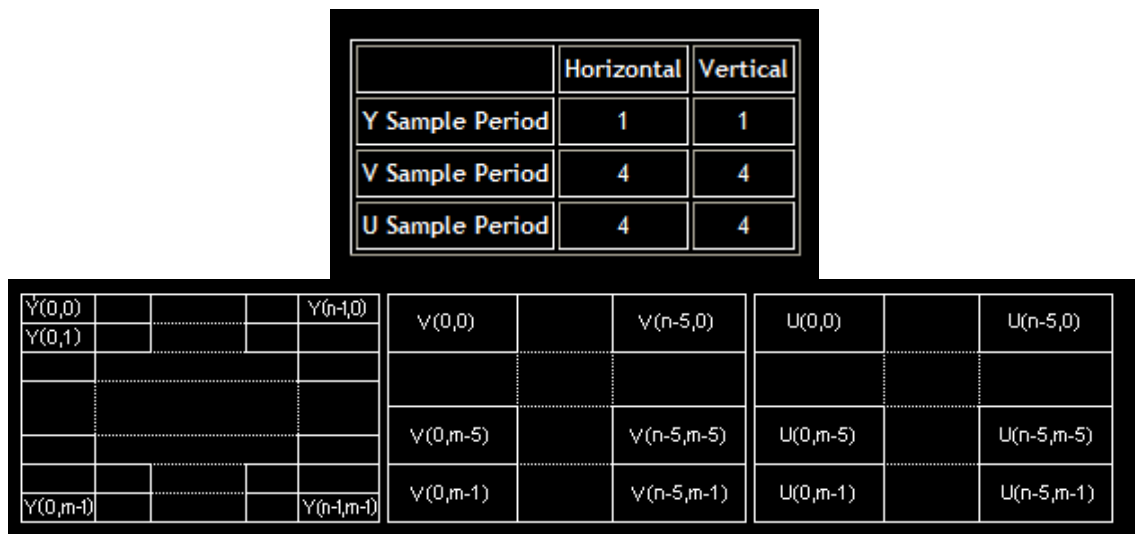 Horizontal Vertical
Y Sample Period 1 1
V Sample Period 4 4
U Sample Period 4 4
Y(0,0) Y(n-1,0) V(0,0) V(n-5,0) U(0,0) U(n-5,0)
Y(0,1)
V(0,m-5) V(n-5,m-5) U(0,m-5) U(n-5,m-5)
Y(0,m-1) Y(n-1,m-1) V(0,m-1) V(n-5,m-1) U(0,m-1) U(n-5,m-1)